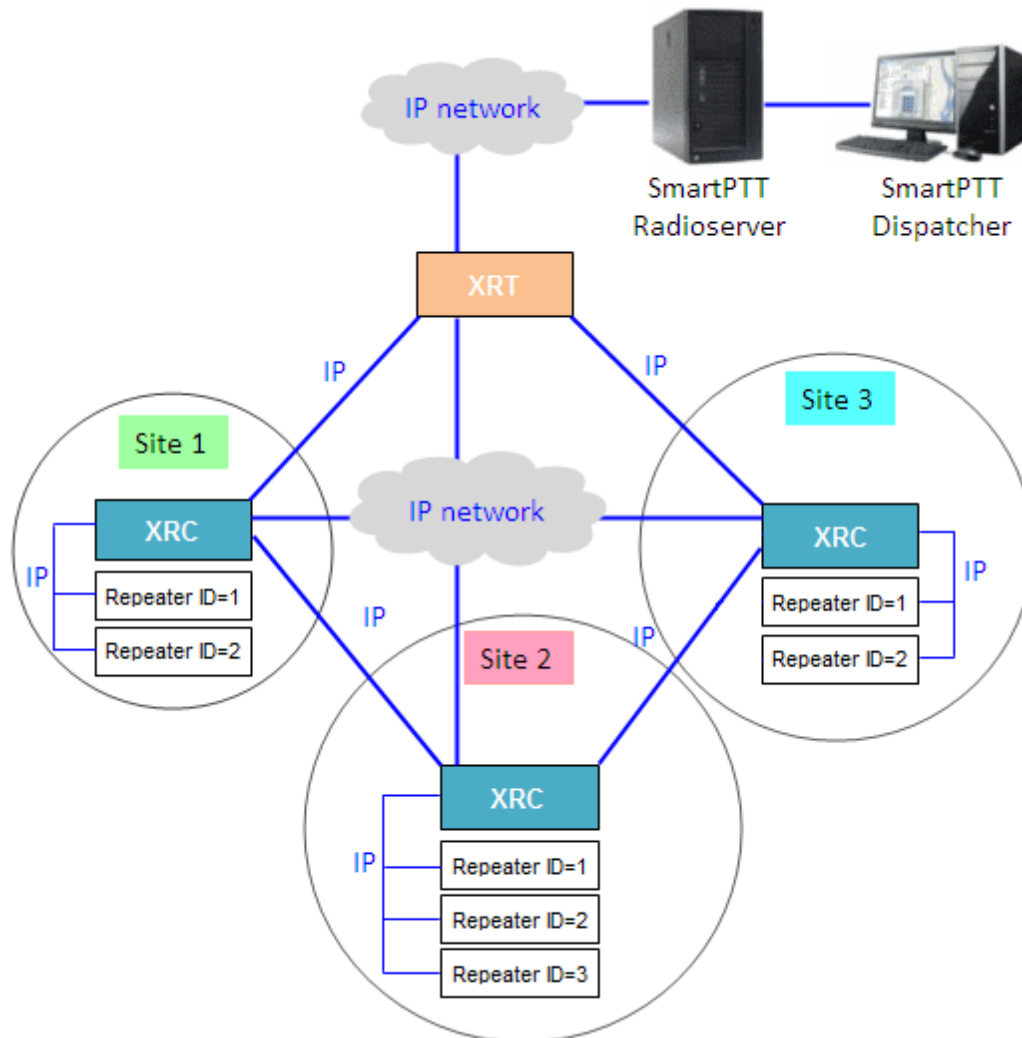 IP network
SmartPTT
Radioserver
SmartPTT
Dispatcher
XRT
IP
IP
Site 1
Site 3
IP network
XRC
IP
Repeater ID=1
Repeater ID=2
XRC
IP
Repeater ID=1
Repeater ID=2
IP
IP
Site 2
XRC
IP
Repeater ID=1
Repeater ID=2
Repeater ID=3